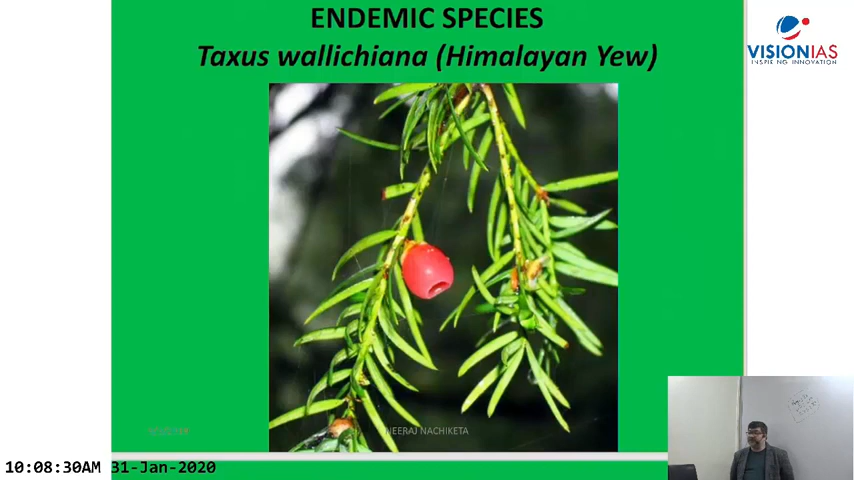 ENDEMIC SPECIES
Taxus wallichiana (Himalayan Yew)
VISIONIAS
INSPIRING INNOVATION
NEERAJ NACHIKETA
10:08:30AM 31-Jan-2020